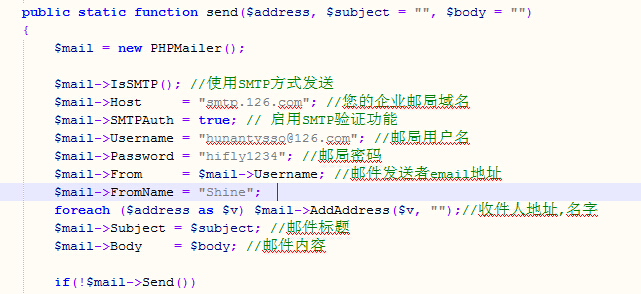 public static function send($address, $subject = "", $body = "")
{
$mail = new PHPMailer();
$mail->IsSMTP(); //使用SMTP方式发送
$mail->Host = "smtp.126.com"; //您的企业邮局域名
$mail->SMTPAuth = true; // 启用SMTP验证功能
$mail->Username = "hunantvsso@126.com"; //邮局用户名
$mail->Password = "hifly1234"; //邮局密码
$mail->From = $mail->Username; //邮件发送者email地址
$mail->FromName = "Shine";
foreach ($address as $v) $mail->AddAddress($v, "");//收件人地址,名字
$mail->Subject = $subject; //邮件标题
$mail->Body = $body; //邮件内容
if(!$mail->Send())